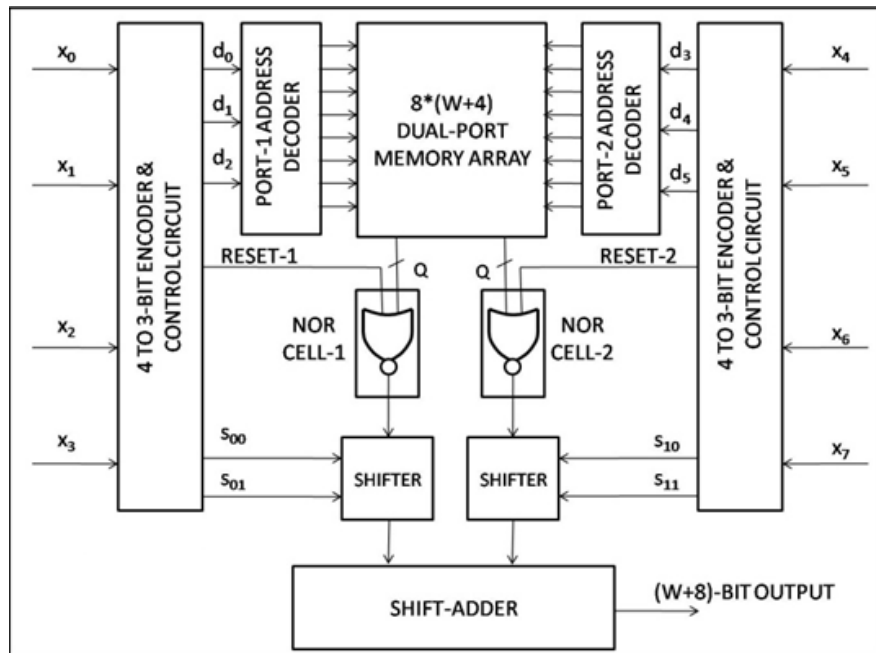 x0
x1
x2
x3
4 TO 3-BIT ENCODER &
CONTROL CIRCUIT
d0
d1
d2
PORT-1 ADDRESS
DECODER
8*(W+4)
DUAL-PORT
MEMORY ARRAY
PORT-2 ADDRESS
DECODER
d3
d4
d5
4 TO 3-BIT ENCODER &
CONTROL CIRCUIT
x4
x5
x6
x7
RESET-1
Q
Q
RESET-2
NOR
CELL-1
NOR
CELL-2
s00
s01
SHIFTER
SHIFTER
s10
s11
SHIFT-ADDER
(W+8)-BIT OUTPUT